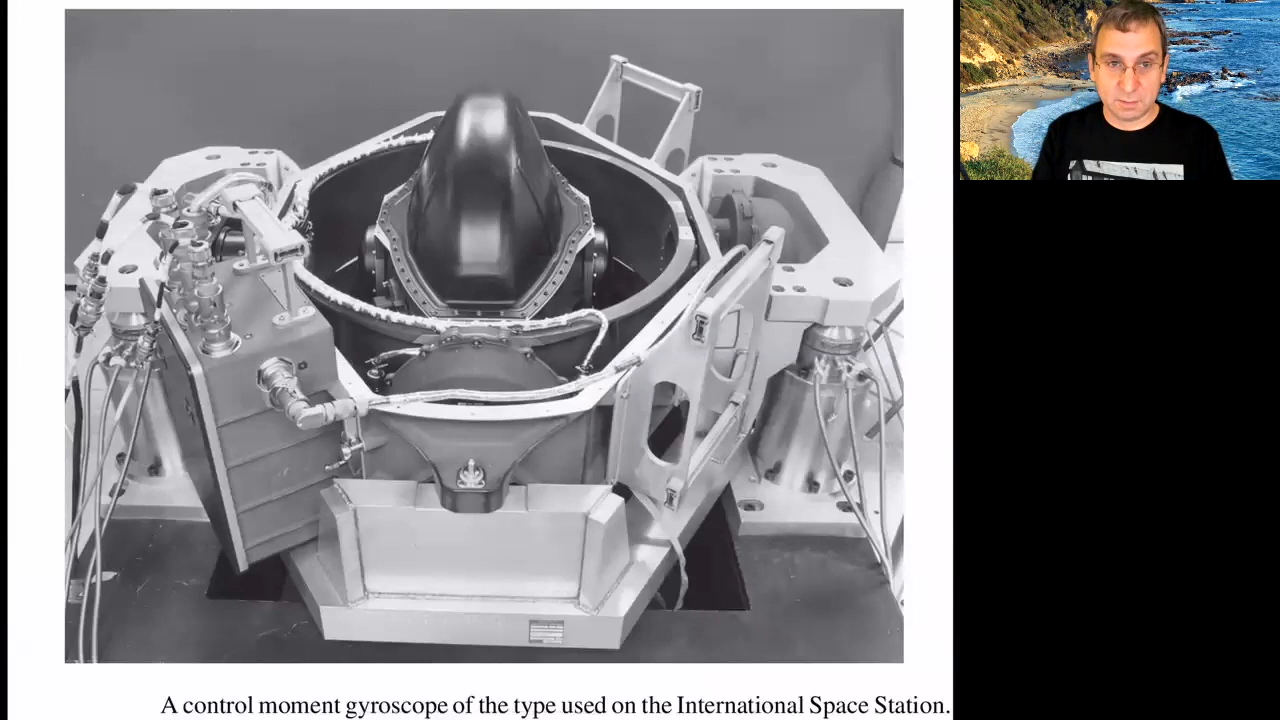 A control moment gyroscope of the type used on the International Space Station.